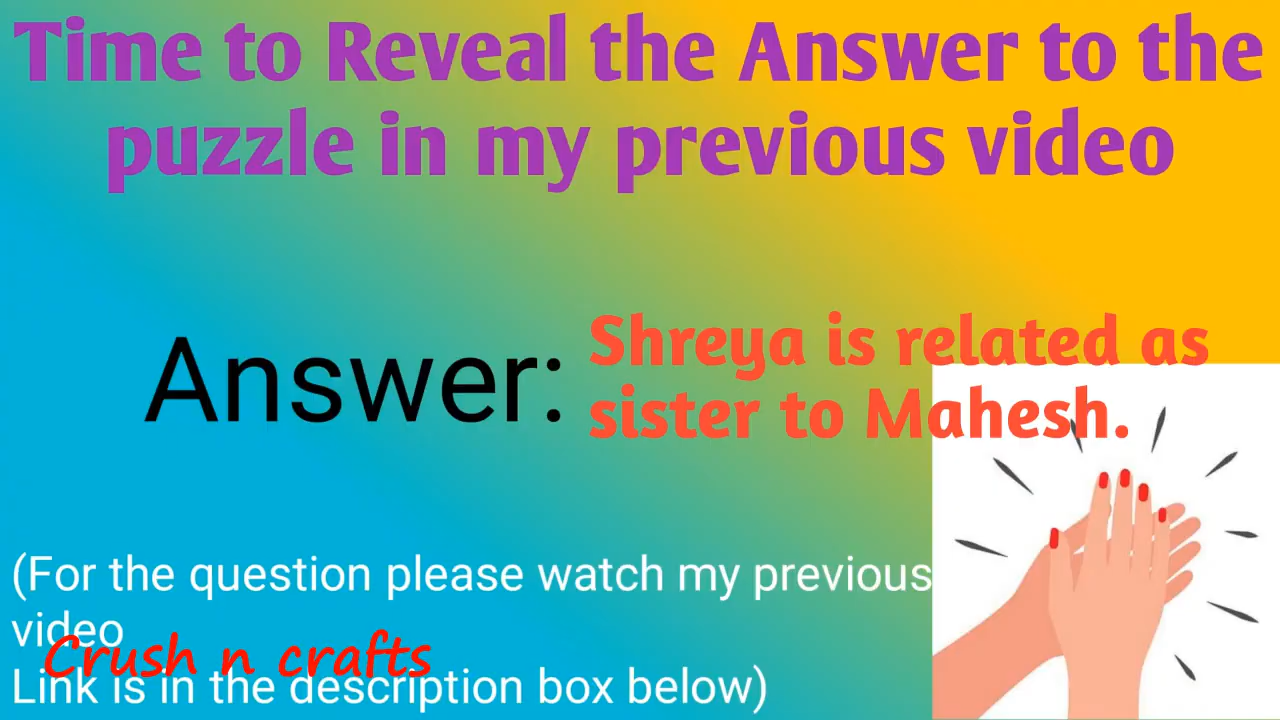 Time to Reveal the Answer to the
puzzle in my previous video
Answer:
Shreya is related as
sister to Mahesh.
(For the question please watch my previous
video
Crush n crafts
Link is in the description box below)